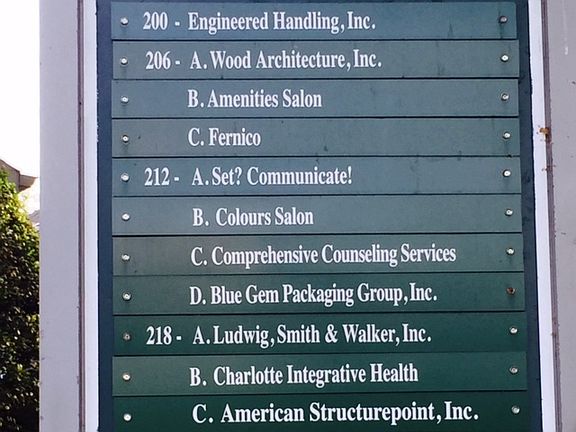 200 - Engineered Handling, Inc.
206 - A. Wood Architecture, Inc.
B. Amenities Salon
C. Fernico
212 - A. Set? Communicate!
B. Colours Salon
C. Comprehensive Counseling Services
D. Blue Gem Packaging Group, Inc.
218 - A. Ludwig, Smith & Walker, Inc.
B. Charlotte Integrative Health
C. American Structurepoint, Inc.